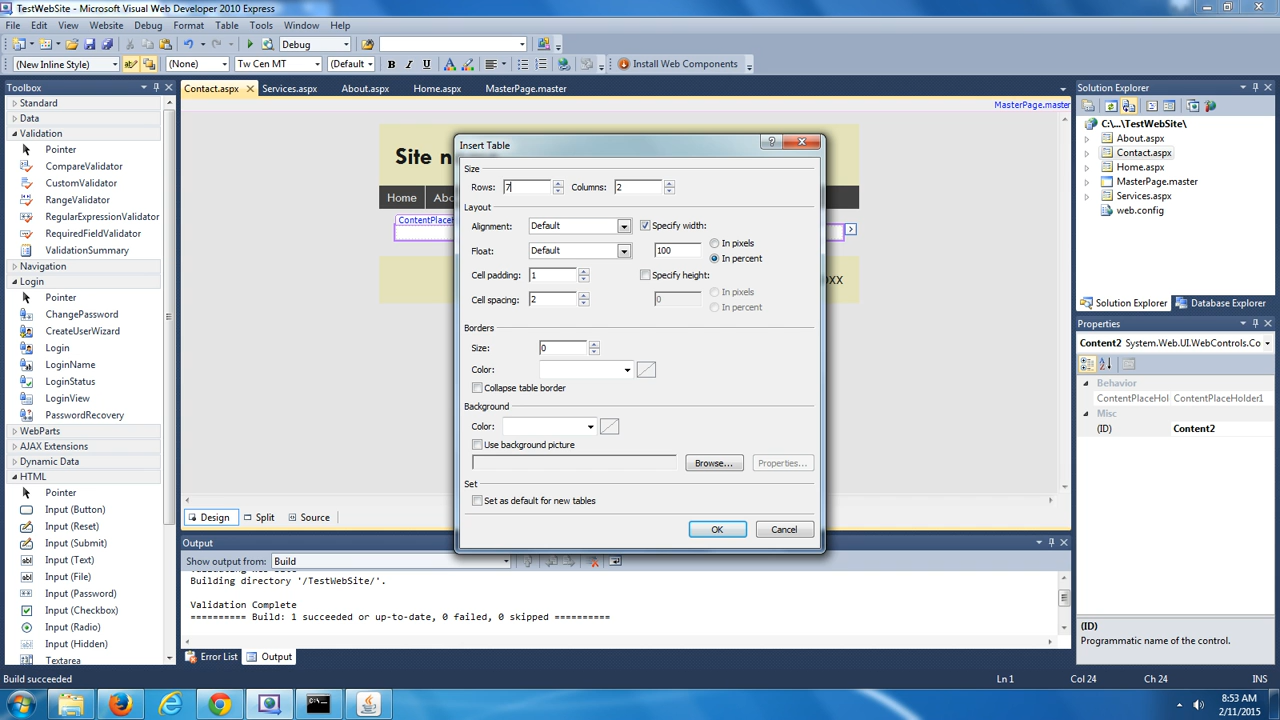 TestWebSite - Microsoft Visual Web Developer 2010 Express
File Edit View Website Debug Format Table Tools Window Help
Debug
(New Inline Style) (None) Tw Cen MT (Default B I U A Install Web Components
Toolbox
Standard
Data
Validation
Pointer
CompareValidator
CustomValidator
RangeValidator
RegularExpressionValidator
RequiredFieldValidator
ValidationSummary
Navigation
Login
Pointer
ChangePassword
CreateUserWizard
Login
LoginName
LoginStatus
LoginView
PasswordRecovery
WebParts
AJAX Extensions
Dynamic Data
HTML
Pointer
Input (Button)
Input (Reset)
Input (Submit)
Input (Text)
Input (File)
Input (Password)
Input (Checkbox)
Input (Radio)
Input (Hidden)
Textarea
Contact.aspx Services.aspx About.aspx Home.aspx MasterPage.master
MasterPage.master
Site n
Home Abo
ContentPlaceH
OXX
Insert Table
Size
Rows: 7 Columns: 2
Layout
Alignment: Default Specify width:
Float: Default 100 In pixels
In percent
Cell padding: 1 Specify height:
Cell spacing: 2 0 In pixels
In percent
Borders
Size: 0
Color:
Collapse table border
Background
Color:
Use background picture
Browse... Properties...
Set
Set as default for new tables
OK Cancel
Design Split Source
Output
Show output from: Build
Building directory '/TestWebSite/'.
Validation Complete
========== Build: 1 succeeded or up-to-date, 0 failed, 0 skipped ==========
Error List Output
Solution Explorer
C:\...\TestWebSite\
About.aspx
Contact.aspx
Home.aspx
MasterPage.master
Services.aspx
web.config
Solution Explorer Database Explorer
Properties
Content2 System.Web.UI.WebControls.Co
Behavior
ContentPlaceHol ContentPlaceHolder1
Misc
(ID) Content2
(ID)
Programmatic name of the control.
Build succeeded Ln 1 Col 24 Ch 24 INS
8:53 AM
2/11/2015